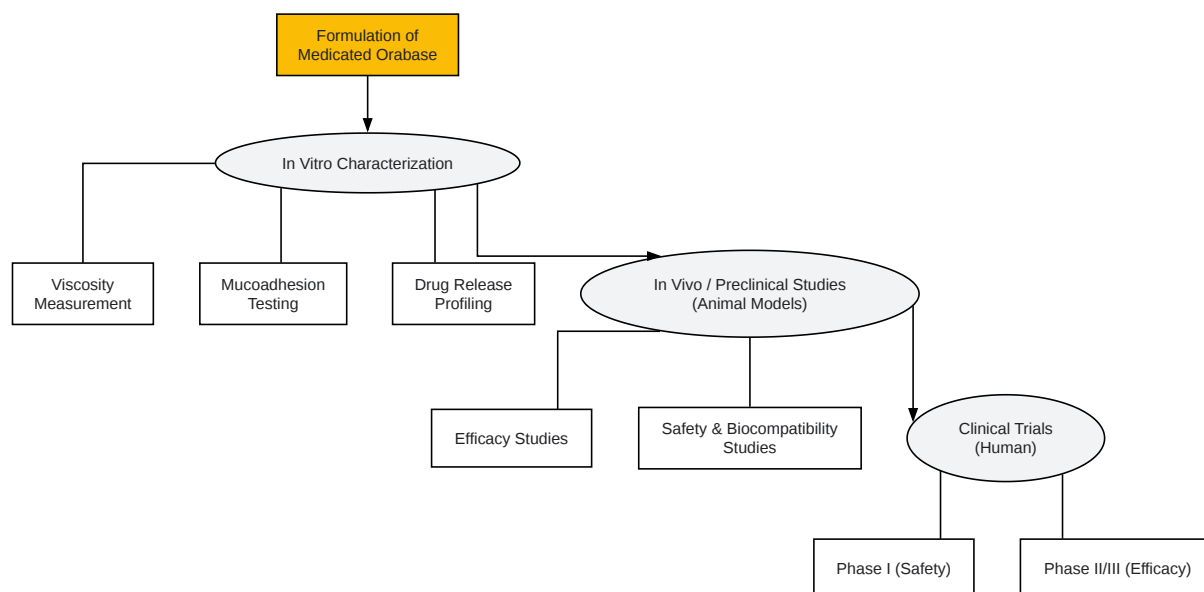 Formulation of
Medicated Orabase
In Vitro Characterization
Viscosity
Measurement
Mucoadhesion
Testing
Drug Release
Profiling
In Vivo / Preclinical Studies
(Animal Models)
Efficacy Studies
Safety & Biocompatibility
Studies
Clinical Trials
(Human)
Phase I (Safety)
Phase II/III (Efficacy)